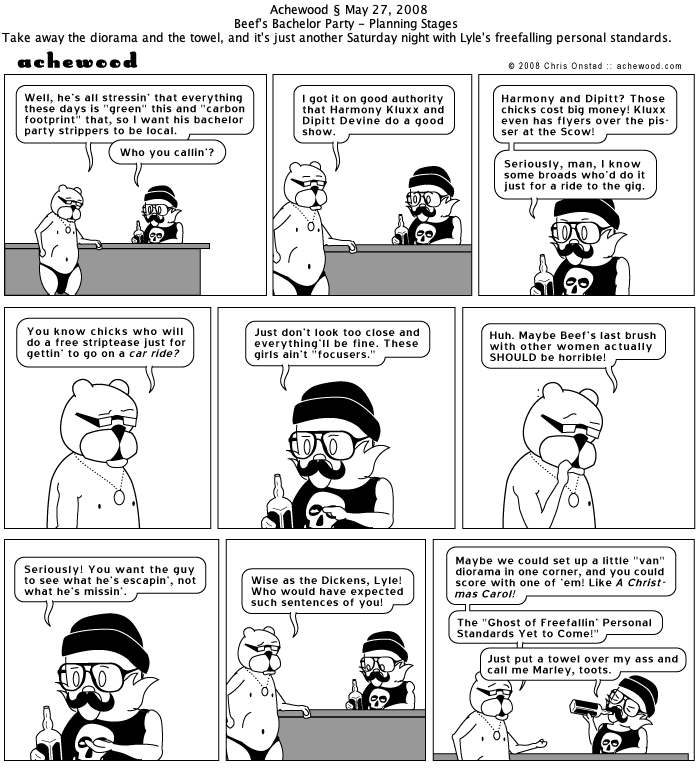 Achewood § May 27, 2008
Beef's Bachelor Party - Planning Stages
Take away the diorama and the towel, and it's just another Saturday night with Lyle's freefalling personal standards.
achewood
© 2008 Chris Onstad :: achewood.com
Well, he's all stressin' that everything
these days is "green" this and "carbon
footprint" that, so I want his bachelor
party strippers to be local.
Who you callin'?
I got it on good authority
that Harmony Kluxx and
Dipitt Devine do a good
show.
Harmony and Dipitt? Those
chicks cost big money! Kluxx
even has flyers over the pis-
ser at the Scow!
Seriously, man, I know
some broads who'd do it
just for a ride to the gig.
You know chicks who will
do a free striptease just for
gettin' to go on a car ride?
Just don't look too close and
everything'll be fine. These
girls ain't "focusers."
Huh. Maybe Beef's last brush
with other women actually
SHOULD be horrible!
Seriously! You want the guy
to see what he's escapin', not
what he's missin'.
Wise as the Dickens, Lyle!
Who would have expected
such sentences of you!
Maybe we could set up a little "van"
diorama in one corner, and you could
score with one of 'em! Like A Christ-
mas Carol!
The "Ghost of Freefallin' Personal
Standards Yet to Come!"
Just put a towel over my ass and
call me Marley, toots.